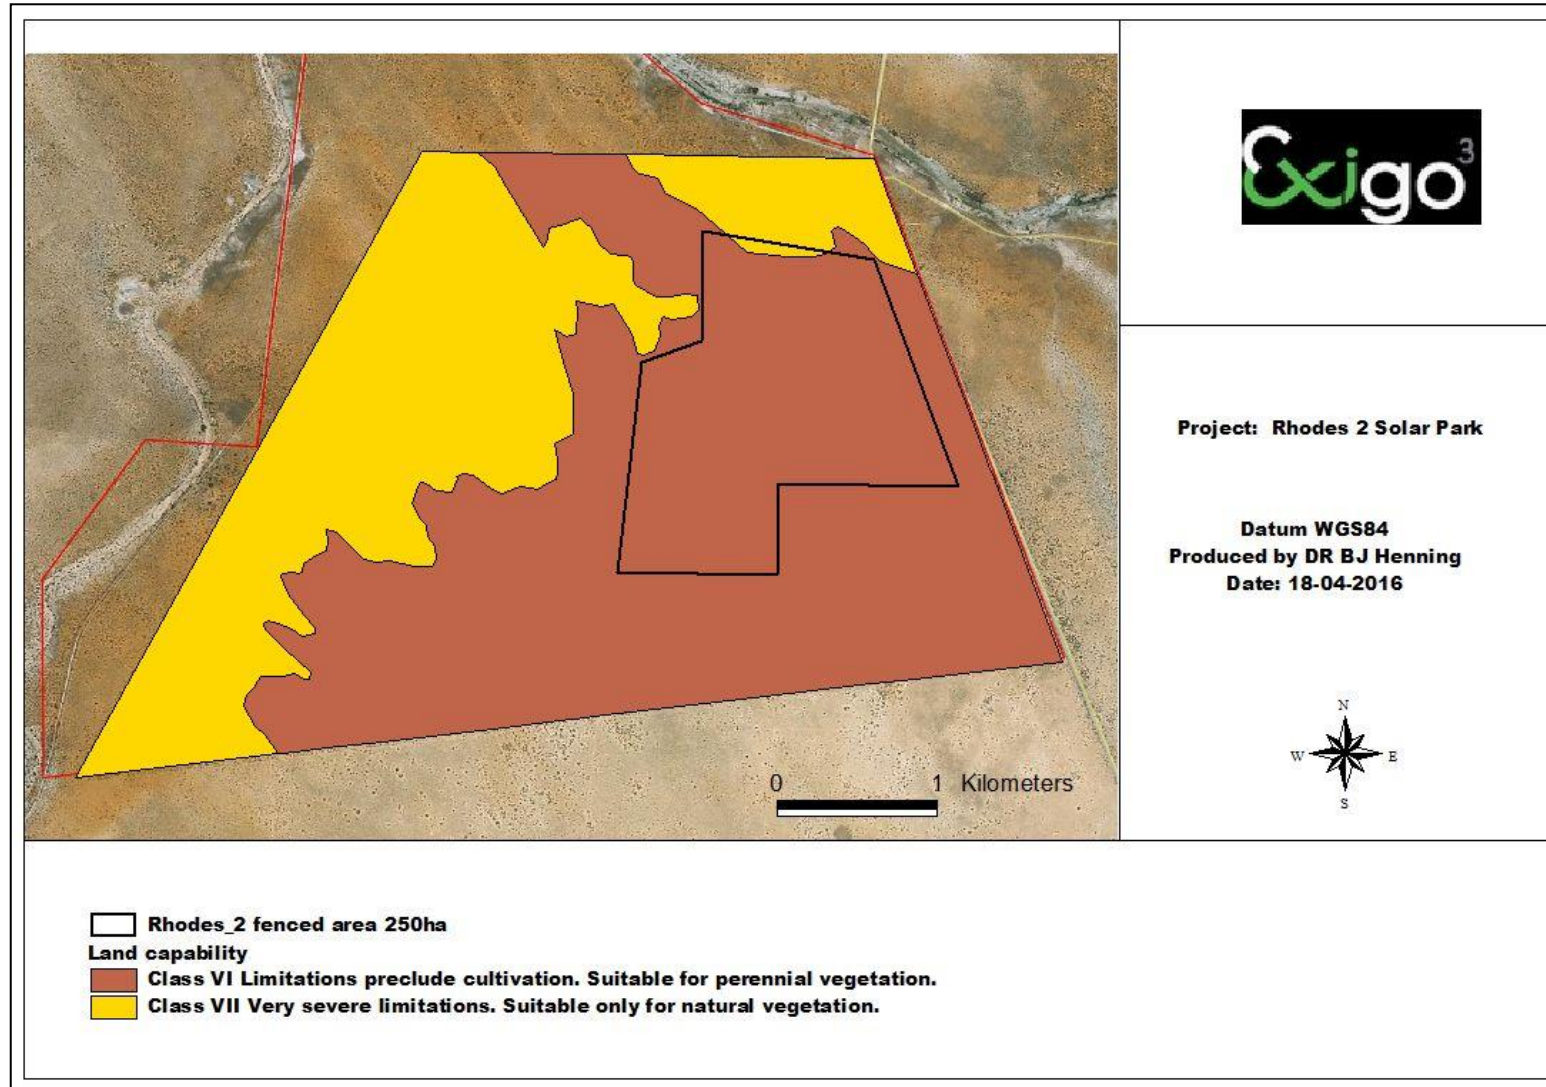 Exigo3
Project: Rhodes 2 Solar Park
Datum WGS84
Produced by DR BJ Henning
Date: 18-04-2016
N
W E
S
0 1 Kilometers
Rhodes_2 fenced area 250ha
Land capability
Class VI Limitations preclude cultivation. Suitable for perennial vegetation.
Class VII Very severe limitations. Suitable only for natural vegetation.